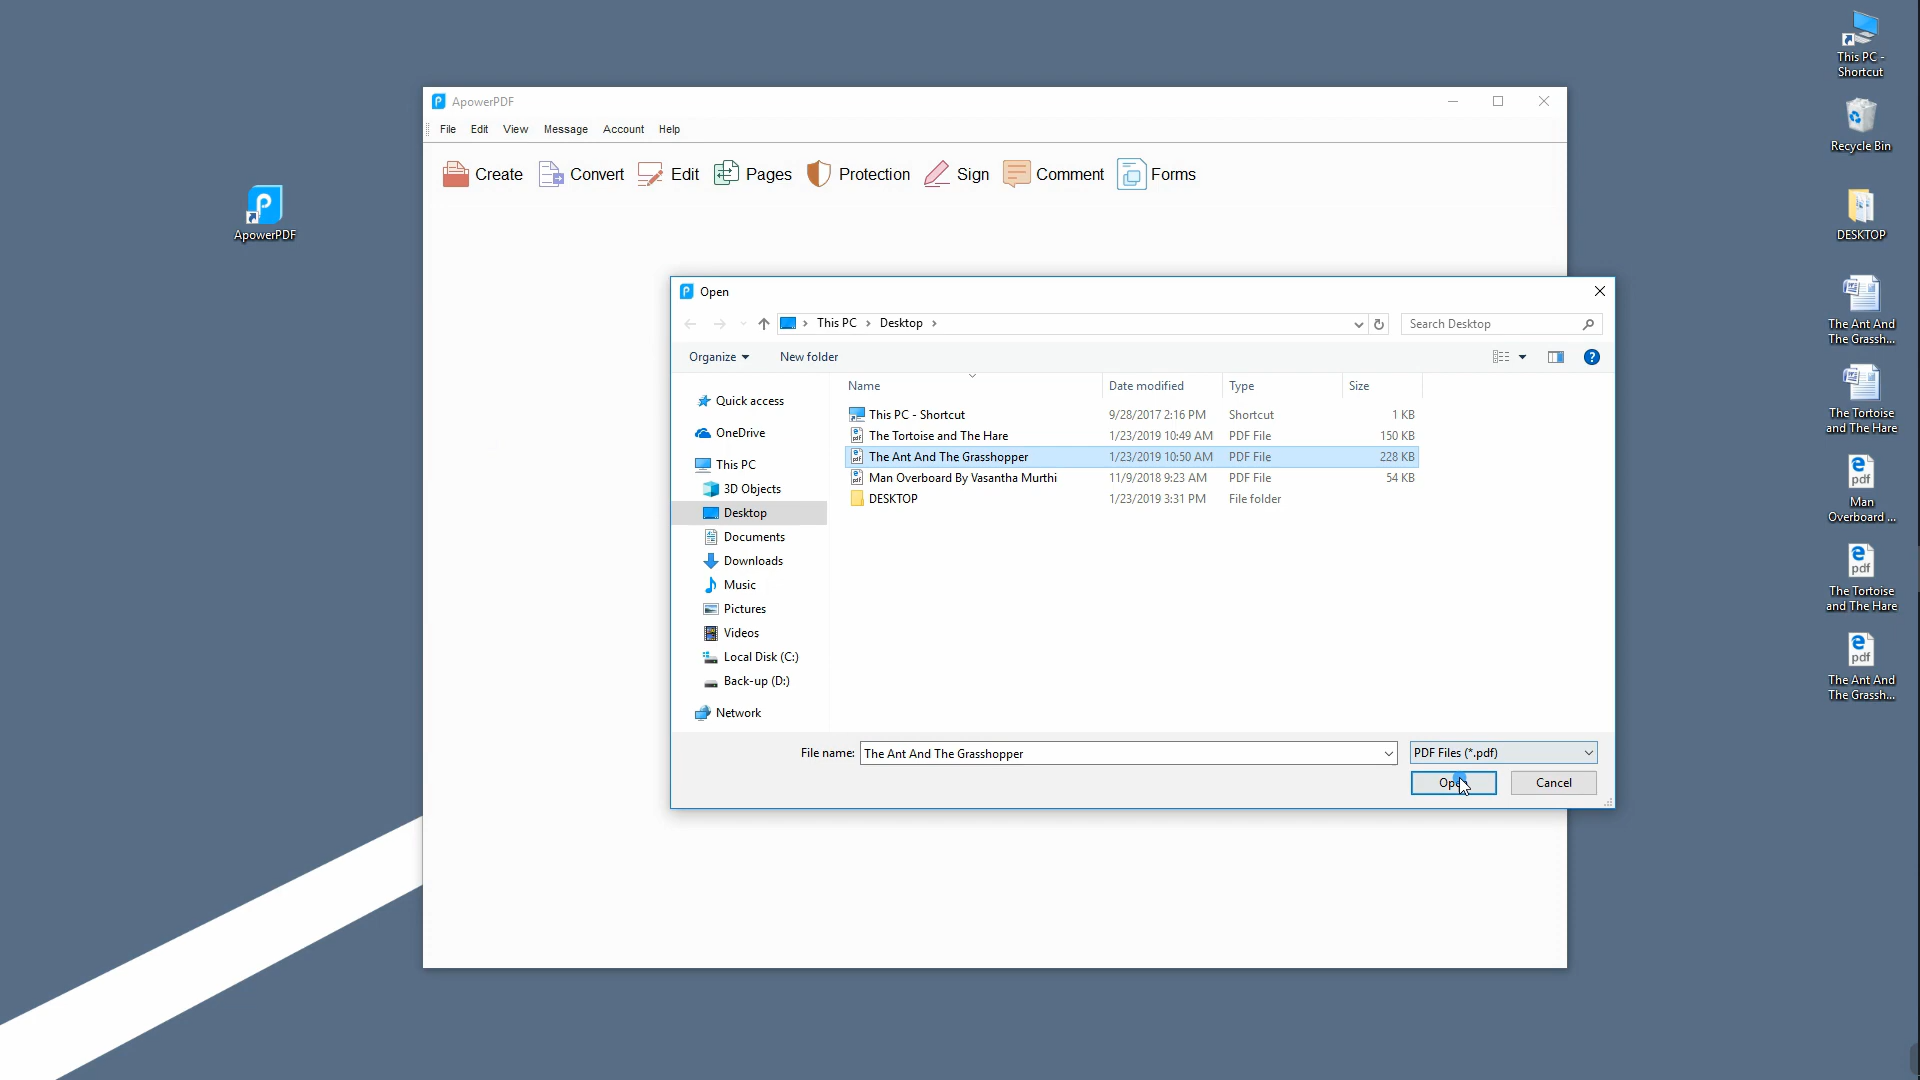 This PC -
Shortcut
Recycle Bin
DESKTOP
The Ant And
The Grassh...
The Tortoise
and The Hare
pdf
Man
Overboard ...
pdf
The Tortoise
and The Hare
pdf
The Ant And
The Grassh...
ApowerPDF
ApowerPDF
File Edit View Message Account Help
Create Convert Edit Pages Protection Sign Comment Forms
Open
This PC › Desktop ›
Search Desktop
Organize New folder
Quick access
OneDrive
This PC
3D Objects
Desktop
Documents
Downloads
Music
Pictures
Videos
Local Disk (C:)
Back-up (D:)
Network
Name Date modified Type Size
This PC - Shortcut 9/28/2017 2:16 PM Shortcut 1 KB
The Tortoise and The Hare 1/23/2019 10:49 AM PDF File 150 KB
The Ant And The Grasshopper 1/23/2019 10:50 AM PDF File 228 KB
Man Overboard By Vasantha Murthi 11/9/2018 9:23 AM PDF File 54 KB
DESKTOP 1/23/2019 3:31 PM File folder
File name: The Ant And The Grasshopper PDF Files (*.pdf)
Cancel